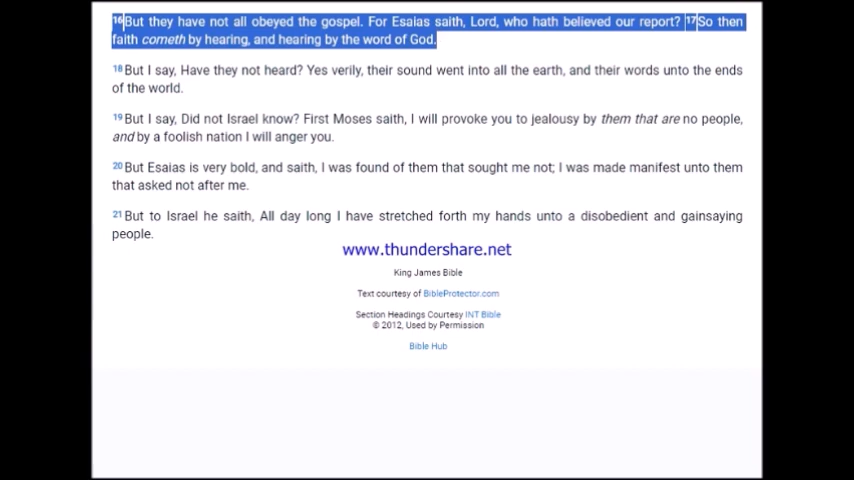 16But they have not all obeyed the gospel. For Esaias saith, Lord, who hath believed our report? 17So then
faith cometh by hearing, and hearing by the word of God.
18But I say, Have they not heard? Yes verily, their sound went into all the earth, and their words unto the ends
of the world.
19But I say, Did not Israel know? First Moses saith, I will provoke you to jealousy by them that are no people,
and by a foolish nation I will anger you.
20But Esaias is very bold, and saith, I was found of them that sought me not; I was made manifest unto them
that asked not after me.
21But to Israel he saith, All day long I have stretched forth my hands unto a disobedient and gainsaying
people.
www.thundershare.net
King James Bible
Text courtesy of BibleProtector.com
Section Headings Courtesy INT Bible
© 2012, Used by Permission
Bible Hub